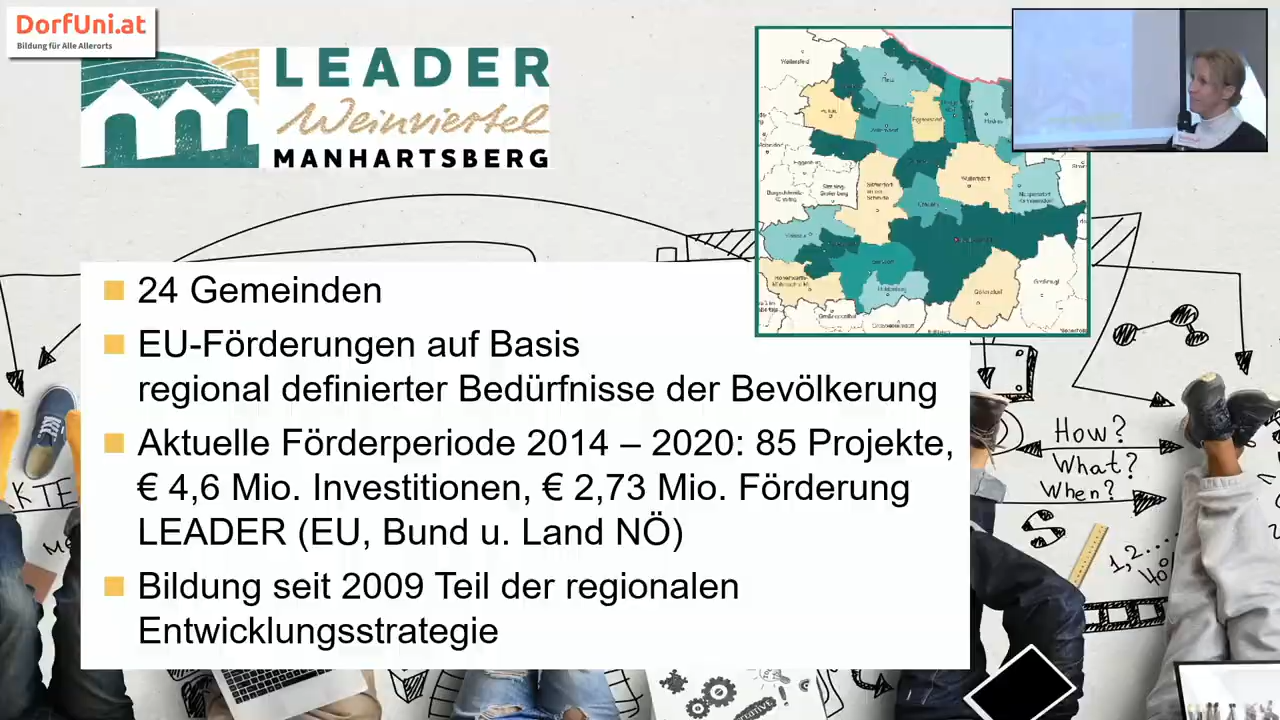 DorfUni.at
Bildung für Alle Allerorts
LEADER
Weinviertel
MANHARTSBERG
24 Gemeinden
EU-Förderungen auf Basis
regional definierter Bedürfnisse der Bevölkerung
Aktuelle Förderperiode 2014 – 2020: 85 Projekte,
€ 4,6 Mio. Investitionen, € 2,73 Mio. Förderung
LEADER (EU, Bund u. Land NÖ)
Bildung seit 2009 Teil der regionalen
Entwicklungsstrategie
How?
What?
When?
1,2....